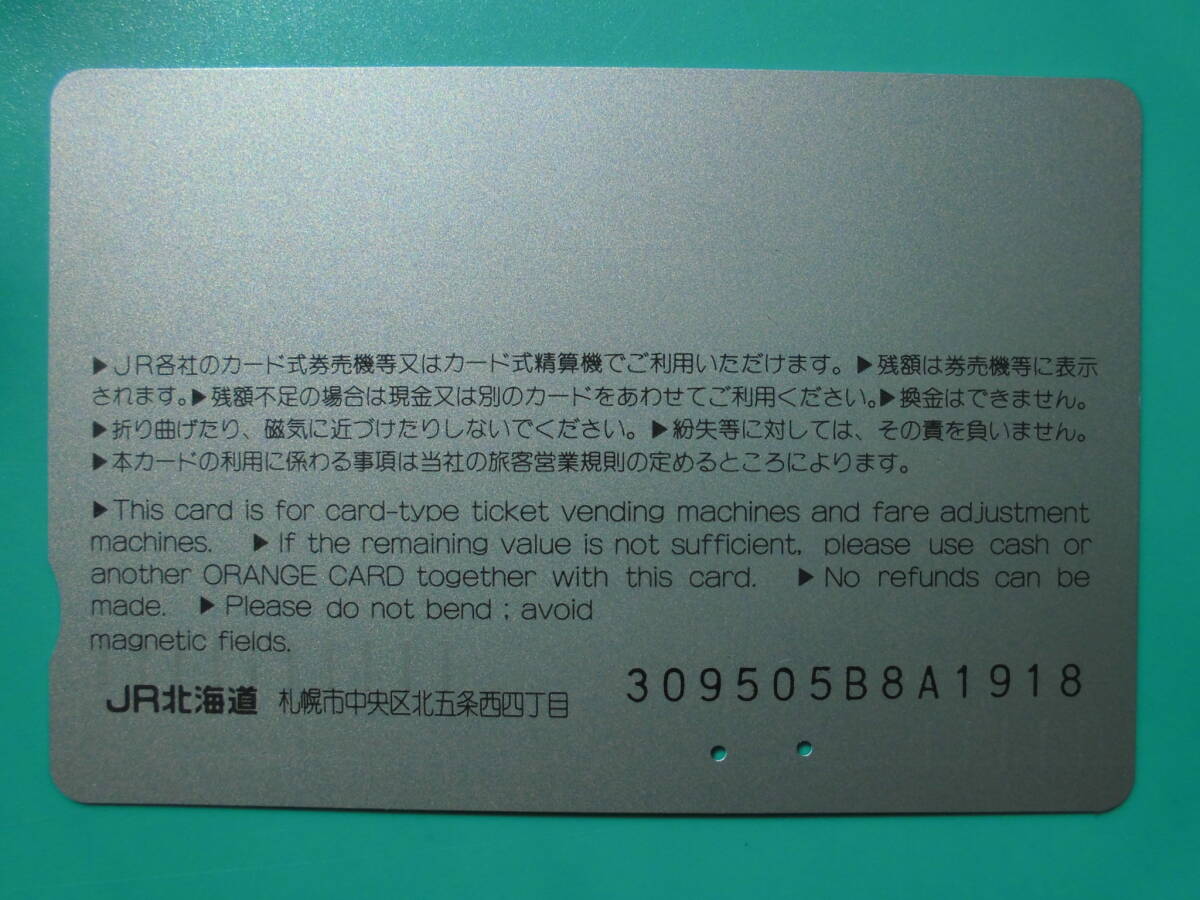 ▶JR各社のカード式券売機等又はカード式精算機でご利用いただけます。▶残額は券売機等に表示
されます。▶残額不足の場合は現金又は別のカードをあわせてご利用ください。▶換金はできません。
▶折り曲げたり、磁気に近づけたりしないでください。▶紛失等に対しては、その責を負いません。
▶本カードの利用に係わる事項は当社の旅客営業規則の定めるところによります。
▶This card is for card-type ticket vending machines and fare adjustment
machines. ▶If the remaining value is not sufficient, please use cash or
another ORANGE CARD together with this card. ▶No refunds can be
made. ▶Please do not bend ; avoid
magnetic fields.
JR北海道 札幌市中央区北五条西四丁目 309505B8A1918